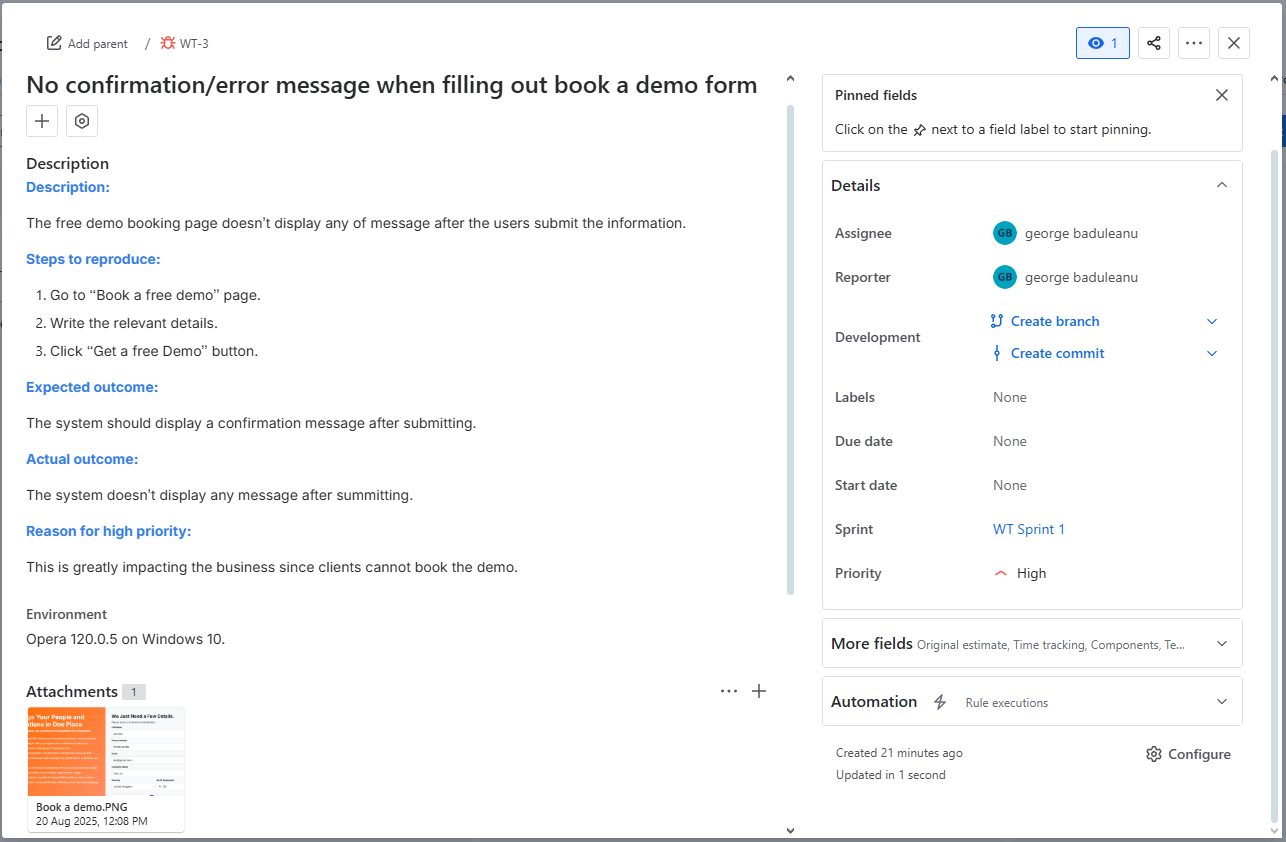 Add parent / WT-3
1
No confirmation/error message when filling out book a demo form
Description
Description:
The free demo booking page doesn’t display any of message after the users submit the information.
Steps to reproduce:
1. Go to “Book a free demo” page.
2. Write the relevant details.
3. Click “Get a free Demo” button.
Expected outcome:
The system should display a confirmation message after submitting.
Actual outcome:
The system doesn’t display any message after summitting.
Reason for high priority:
This is greatly impacting the business since clients cannot book the demo.
Environment
Opera 120.0.5 on Windows 10.
Attachments 1
ge Your People and
tions in One Place
We Just Need a Few Details.
Book a demo.PNG
20 Aug 2025, 12:08 PM
Pinned fields
Click on the next to a field label to start pinning.
Details
Assignee GB george baduleanu
Reporter GB george baduleanu
Development
Create branch
Create commit
Labels None
Due date None
Start date None
Sprint WT Sprint 1
Priority High
More fields Original estimate, Time tracking, Components, Te...
Automation Rule executions
Created 21 minutes ago
Updated in 1 second
Configure